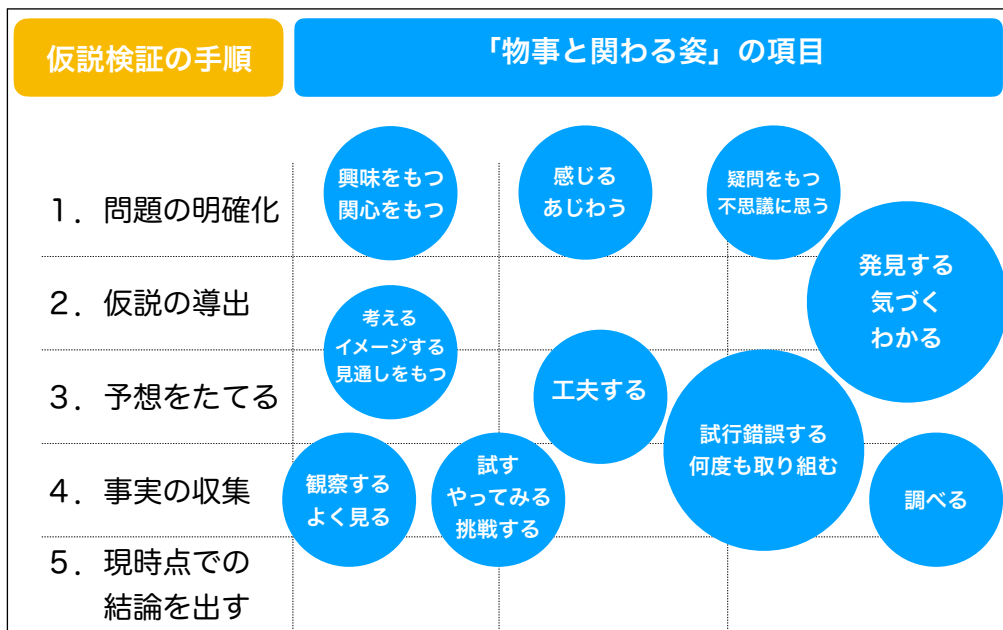 仮説検証の手順
「物事と関わる姿」の項目
1．問題の明確化
興味をもつ
関心をもつ
感じる
あじわう
疑問をもつ
不思議に思う
発見する
気づく
わかる
2．仮説の導出
考える
イメージする
見通しをもつ
3．予想をたてる
工夫する
試行錯誤する
何度も取り組む
4．事実の収集
観察する
よく見る
試す
やってみる
挑戦する
調べる
5．現時点での
結論を出す